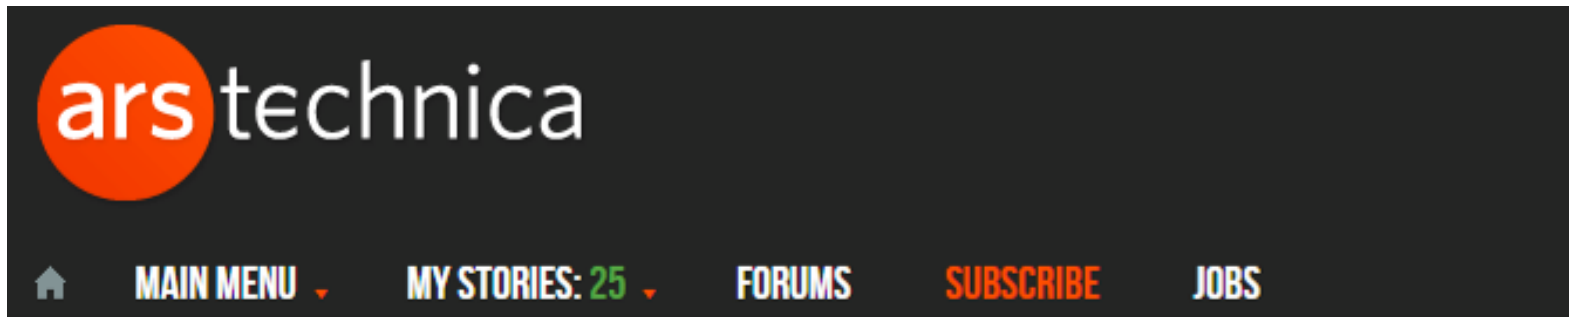 ars technica
MAIN MENU MY STORIES: 25 FORUMS SUBSCRIBE JOBS